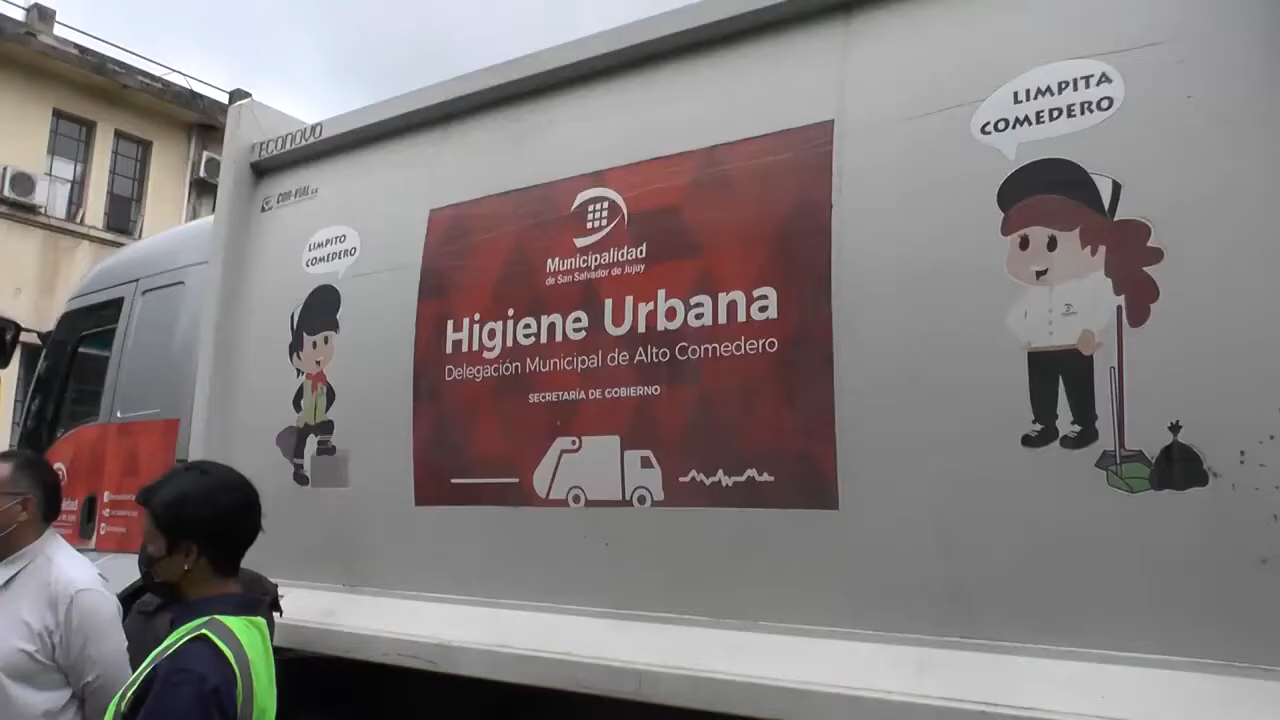 ECONOVO
COR-VIAL S.A.
LIMPITO
COMEDERO
Municipalidad
de San Salvador de Jujuy
Higiene Urbana
Delegación Municipal de Alto Comedero
SECRETARÍA DE GOBIERNO
LIMPITA
COMEDERO